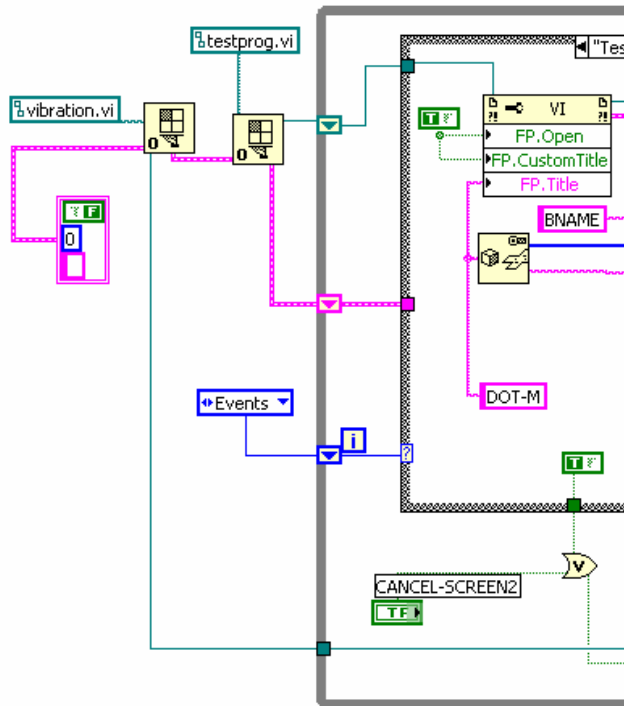 testprog.vi
"Tes
vibration.vi
0
0
T F
0
T
VI
FP.Open
FP.CustomTitle
FP.Title
BNAME
DOT-M
Events
i
?
T
V
CANCEL-SCREEN2
TF